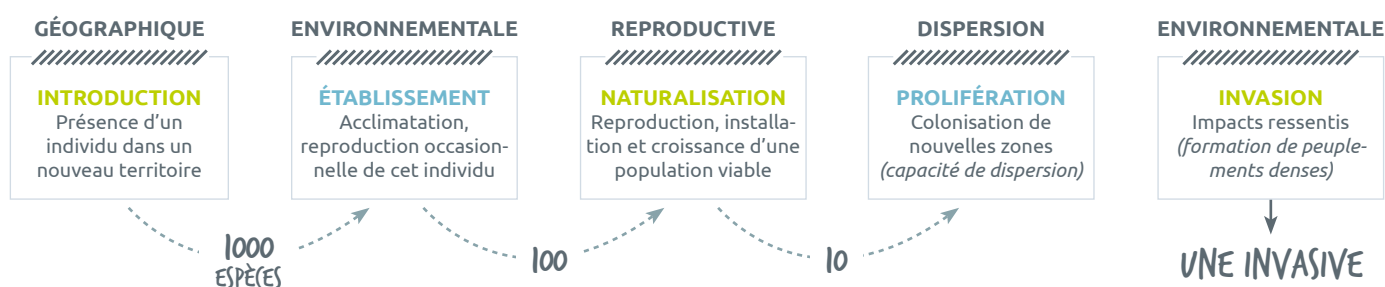 GÉOGRAPHIQUE
INTRODUCTION
Présence d'un
individu dans un
nouveau territoire
ENVIRONNEMENTALE
ÉTABLISSEMENT
Acclimatation,
reproduction occasion-
nelle de cet individu
REPRODUCTIVE
NATURALISATION
Reproduction, installa-
tion et croissance d'une
population viable
DISPERSION
PROLIFÉRATION
Colonisation de
nouvelles zones
(capacité de dispersion)
ENVIRONNEMENTALE
INVASION
Impacts ressentis
(formation de peuple-
ments denses)
1000
ESPÈCES
100
10
UNE INVASIVE